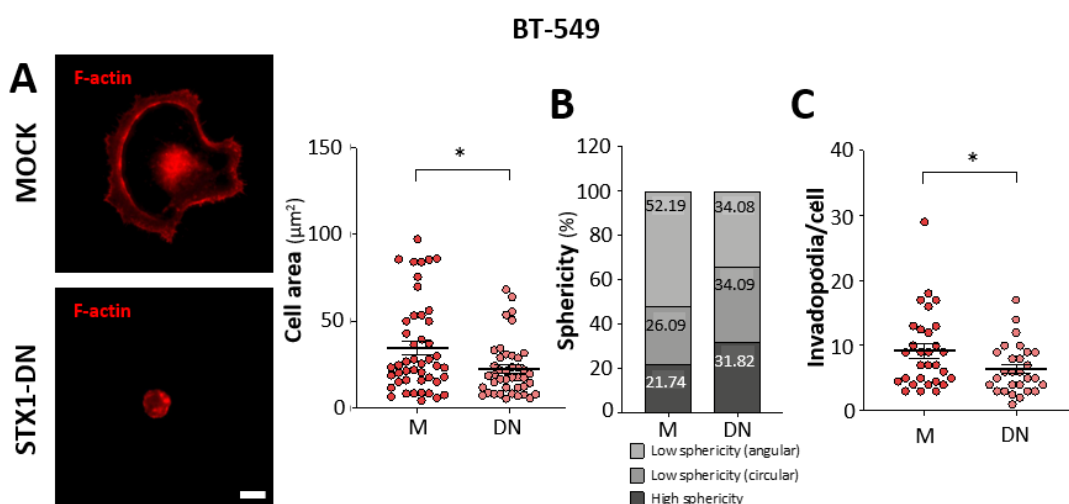 BT-549
A
MOCK
F-actin
STX1-DN
F-actin
Cell area (µm²)
150
100
50
0
*
M
DN
B
Sphericity (%)
120
100
80
60
40
20
0
52.19
26.09
21.74
34.08
34.09
31.82
M
DN
Low sphericity (angular)
Low sphericity (circular)
High sphericity
C
Invadopodia/cell
40
30
20
10
0
*
M
DN